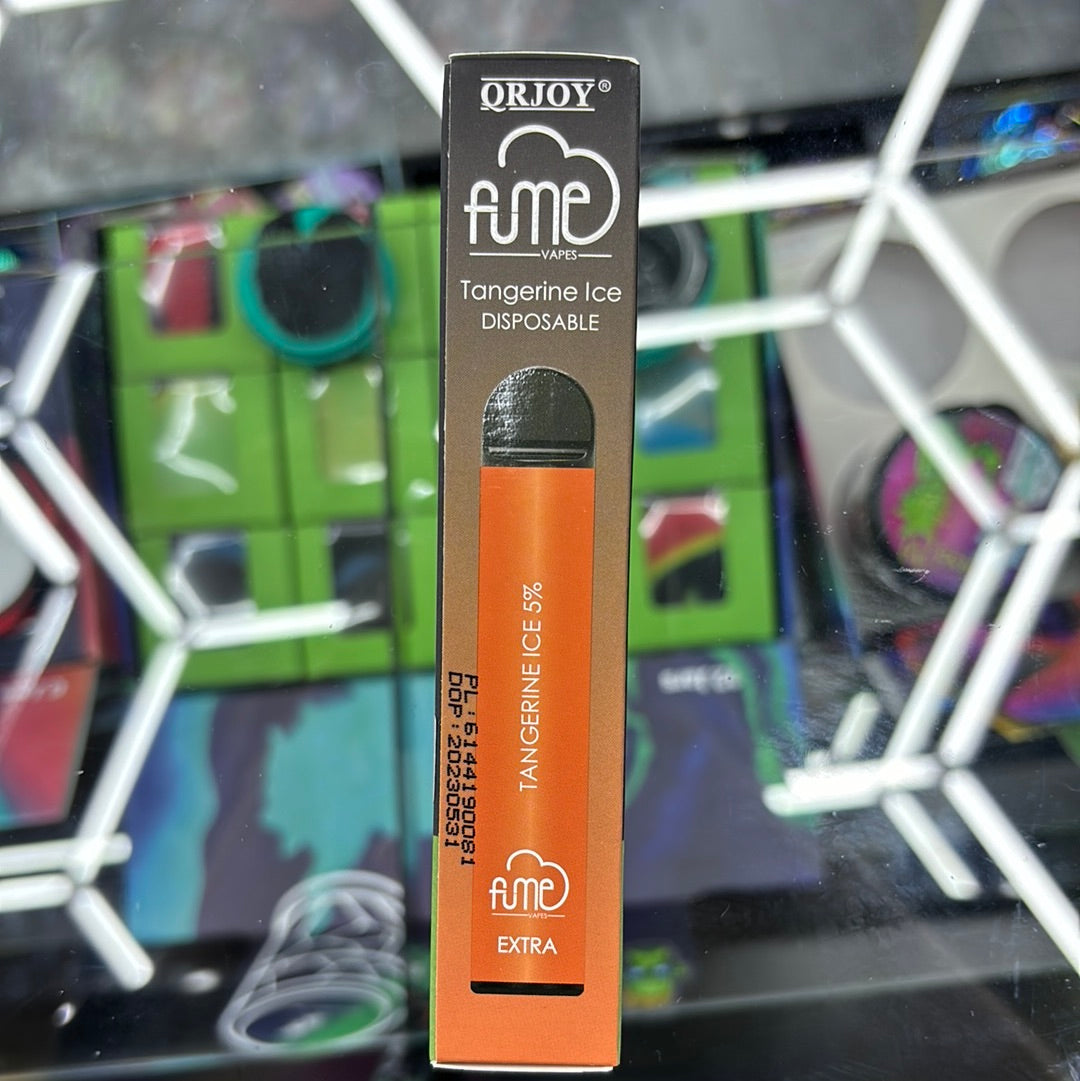 QRJOY®
fume
VAPES
Tangerine Ice
DISPOSABLE
TANGERINE ICE 5%
PL:6144190081
DOP:20230531
fume
VAPES
EXTRA